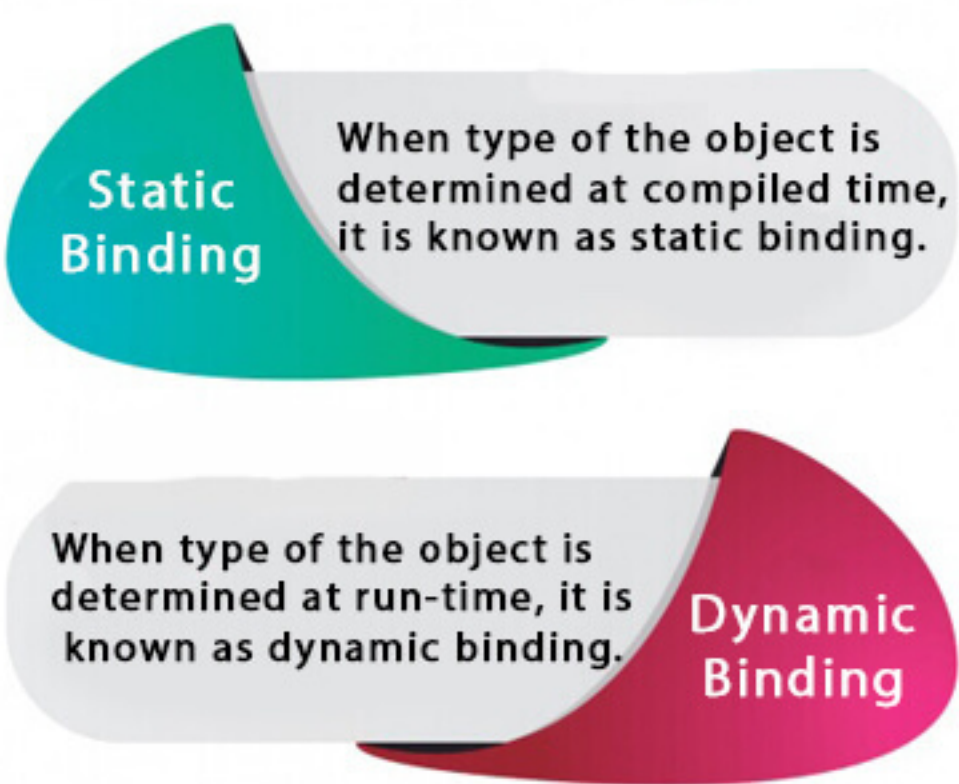 Static
Binding
When type of the object is
determined at compiled time,
it is known as static binding.
When type of the object is
determined at run-time, it is
known as dynamic binding.
Dynamic
Binding